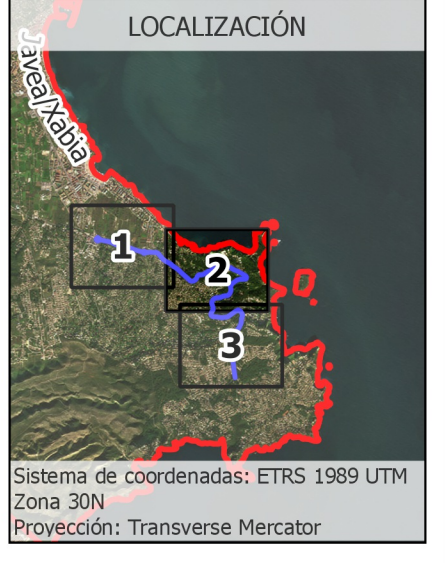 LOCALIZACIÓN
Javea/Xabia
1
2
3
Sistema de coordenadas: ETRS 1989 UTM
Zona 30N
Proyección: Transverse Mercator